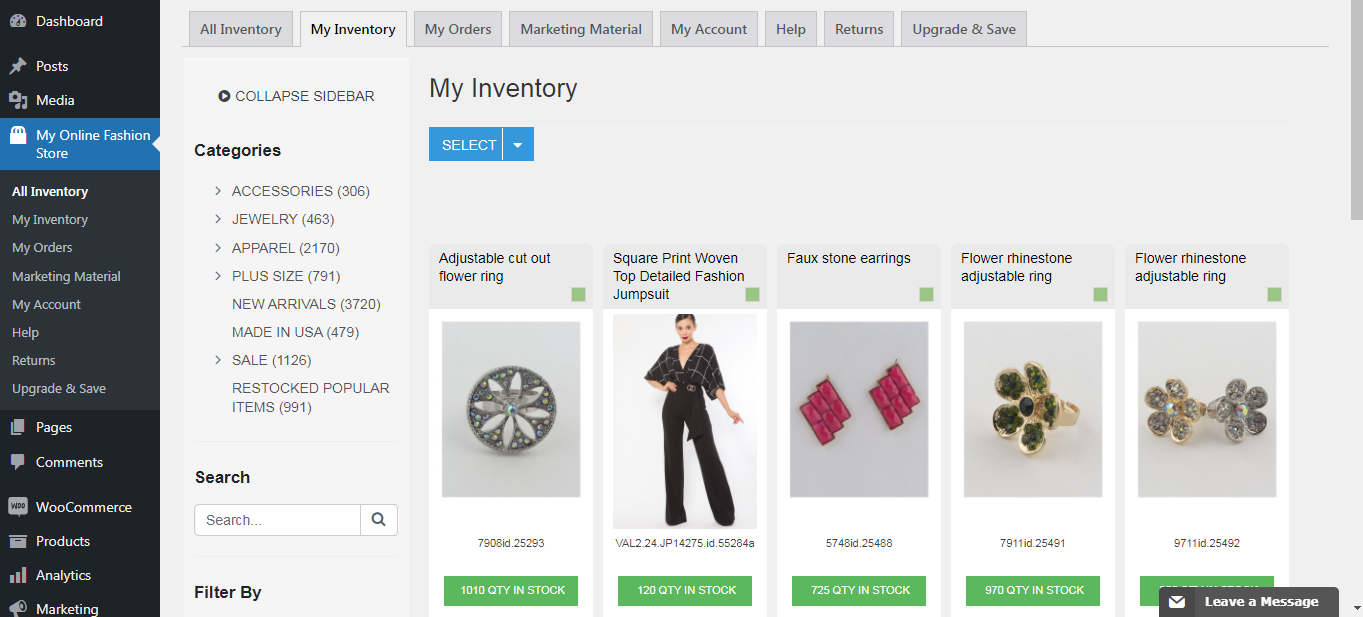 Dashboard
Posts
Media
My Online Fashion
Store
All Inventory
My Inventory
My Orders
Marketing Material
My Account
Help
Returns
Upgrade & Save
Pages
Comments
WOO
WooCommerce
Products
Analytics
Marketing
All Inventory
My Inventory
My Orders
Marketing Material
My Account
Help
Returns
Upgrade & Save
COLLAPSE SIDEBAR
Categories
ACCESSORIES (306)
JEWELRY (463)
APPAREL (2170)
PLUS SIZE (791)
NEW ARRIVALS (3720)
MADE IN USA (479)
SALE (1126)
RESTOCKED POPULAR
ITEMS (991)
Search
Search...
Filter By
My Inventory
SELECT
Adjustable cut out
flower ring
7908id.25293
1010 QTY IN STOCK
Square Print Woven
Top Detailed Fashion
Jumpsuit
VAL2.24.JP14275.id.55284a
120 QTY IN STOCK
Faux stone earrings
5748id.25488
725 QTY IN STOCK
Flower rhinestone
adjustable ring
7911id.25491
970 QTY IN STOCK
Flower rhinestone
adjustable ring
9711id.25492
QTY IN STOCK
Leave a Message